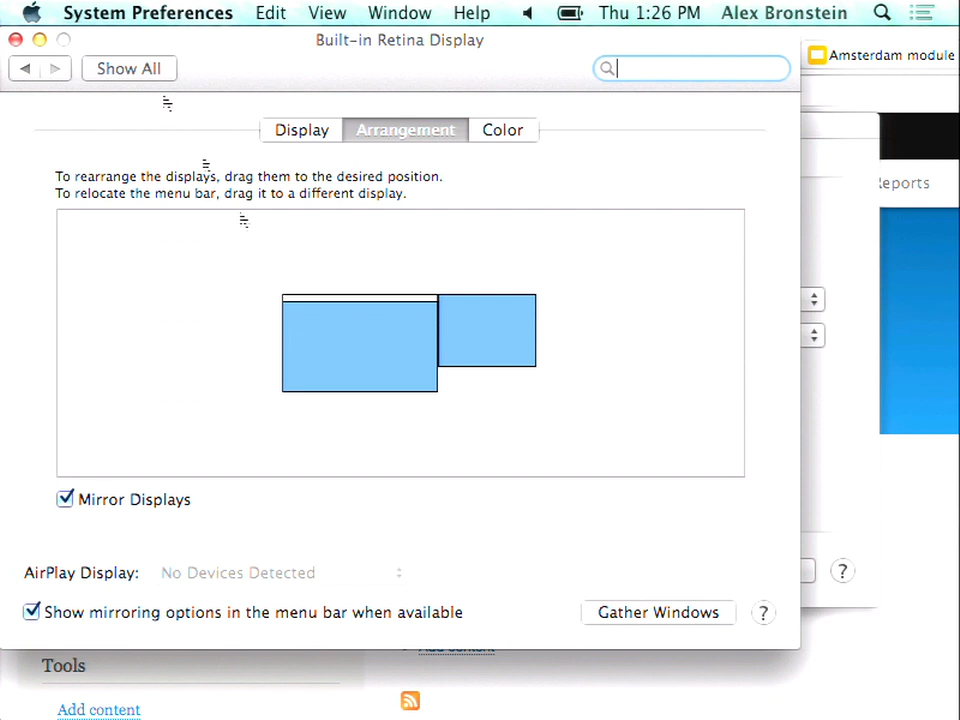 System Preferences Edit View Window Help Thu 1:26 PM Alex Bronstein
Built-in Retina Display
Show All
Amsterdam module
Display Arrangement Color
To rearrange the displays, drag them to the desired position.
To relocate the menu bar, drag it to a different display.
Reports
Mirror Displays
AirPlay Display: No Devices Detected
?
Show mirroring options in the menu bar when available Gather Windows ?
Add content
Tools
Add content